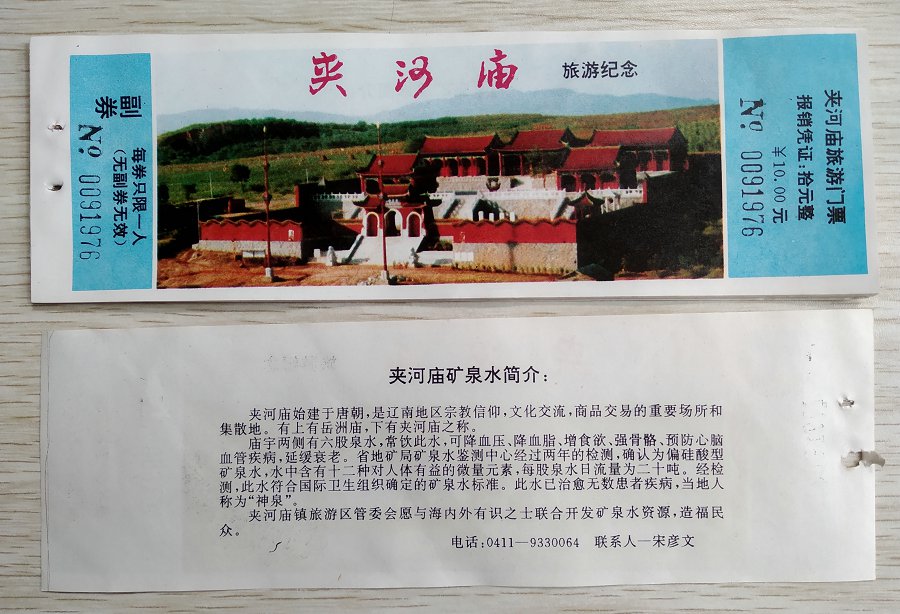 副券
No. 0091976
每券只限一人
(无副券无效)
夹河庙
旅游纪念
夹河庙旅游门票
报销凭证:拾元整
￥10.00元
No. 0091976
夹河庙矿泉水简介:
夹河庙始建于唐朝,是辽南地区宗教信仰,文化交流,商品交易的重要场所和
集散地。有上有岳洲庙,下有夹河庙之称。
庙宇两侧有六股泉水,常饮此水,可降血压、降血脂、增食欲、强骨骼、预防心脑
血管疾病,延缓衰老。省地矿局矿泉水鉴测中心经过两年的检测,确认为偏硅酸型
矿泉水,水中含有十二种对人体有益的微量元素,每股泉水日流量为二十吨。经检
测,此水符合国际卫生组织确定的矿泉水标准。此水已治愈无数患者疾病,当地人
称为“神泉”。
夹河庙镇旅游区管委会愿与海内外有识之士联合开发矿泉水资源,造福民
众。
电话:0411—9330064 联系人—宋彦文